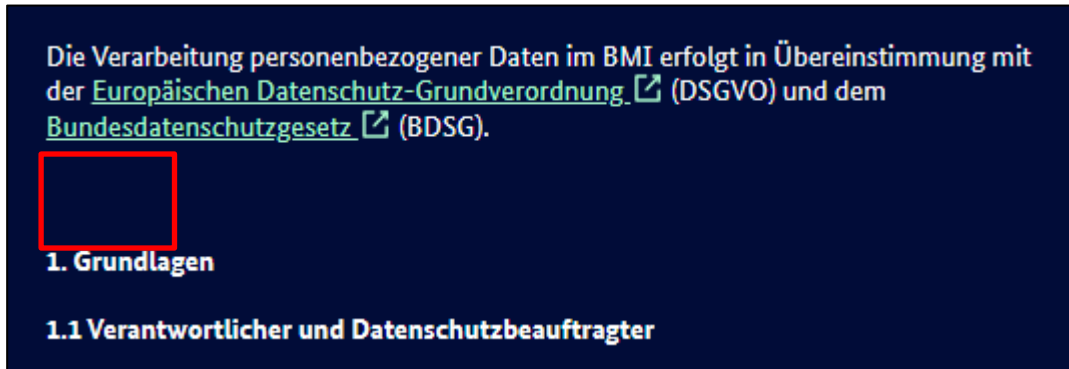 Die Verarbeitung personenbezogener Daten im BMI erfolgt in Übereinstimmung mit
der Europäischen Datenschutz-Grundverordnung (DSGVO) und dem
Bundesdatenschutzgesetz (BDSG).
1. Grundlagen
1.1 Verantwortlicher und Datenschutzbeauftragter